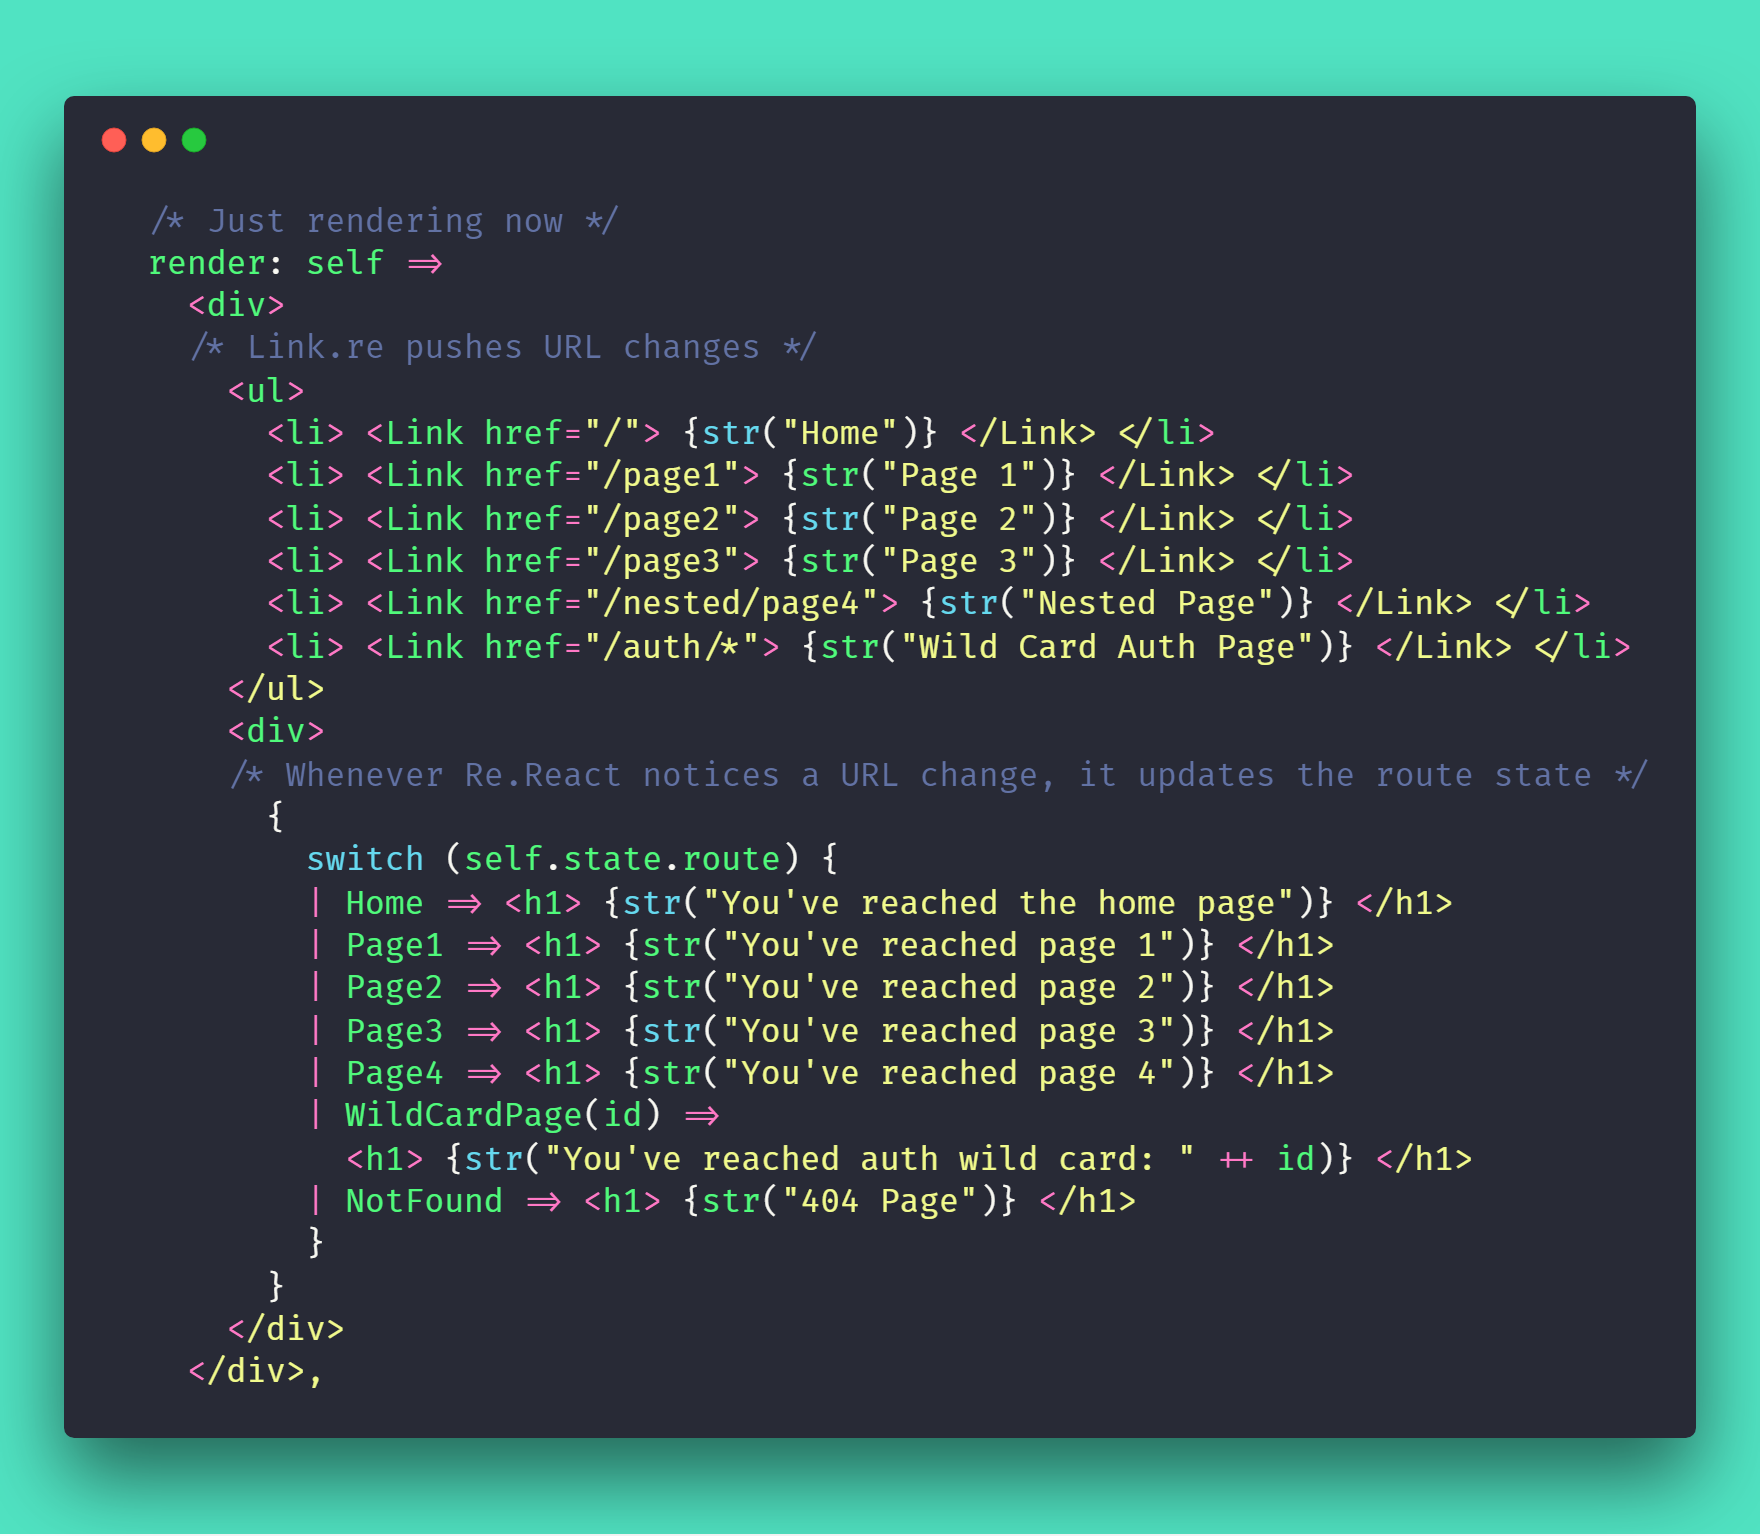 /* Just rendering now */
render: self =>
<div>
/* Link.re pushes URL changes */
<ul>
<li> <Link href="/"> {str("Home")} </Link> </li>
<li> <Link href="/page1"> {str("Page 1")} </Link> </li>
<li> <Link href="/page2"> {str("Page 2")} </Link> </li>
<li> <Link href="/page3"> {str("Page 3")} </Link> </li>
<li> <Link href="/nested/page4"> {str("Nested Page")} </Link> </li>
<li> <Link href="/auth/*"> {str("Wild Card Auth Page")} </Link> </li>
</ul>
<div>
/* Whenever Re.React notices a URL change, it updates the route state */
{
switch (self.state.route) {
| Home => <h1> {str("You've reached the home page")} </h1>
| Page1 => <h1> {str("You've reached page 1")} </h1>
| Page2 => <h1> {str("You've reached page 2")} </h1>
| Page3 => <h1> {str("You've reached page 3")} </h1>
| Page4 => <h1> {str("You've reached page 4")} </h1>
| WildCardPage(id) =>
<h1> {str("You've reached auth wild card: " ++ id)} </h1>
| NotFound => <h1> {str("404 Page")} </h1>
}
}
</div>
</div>,